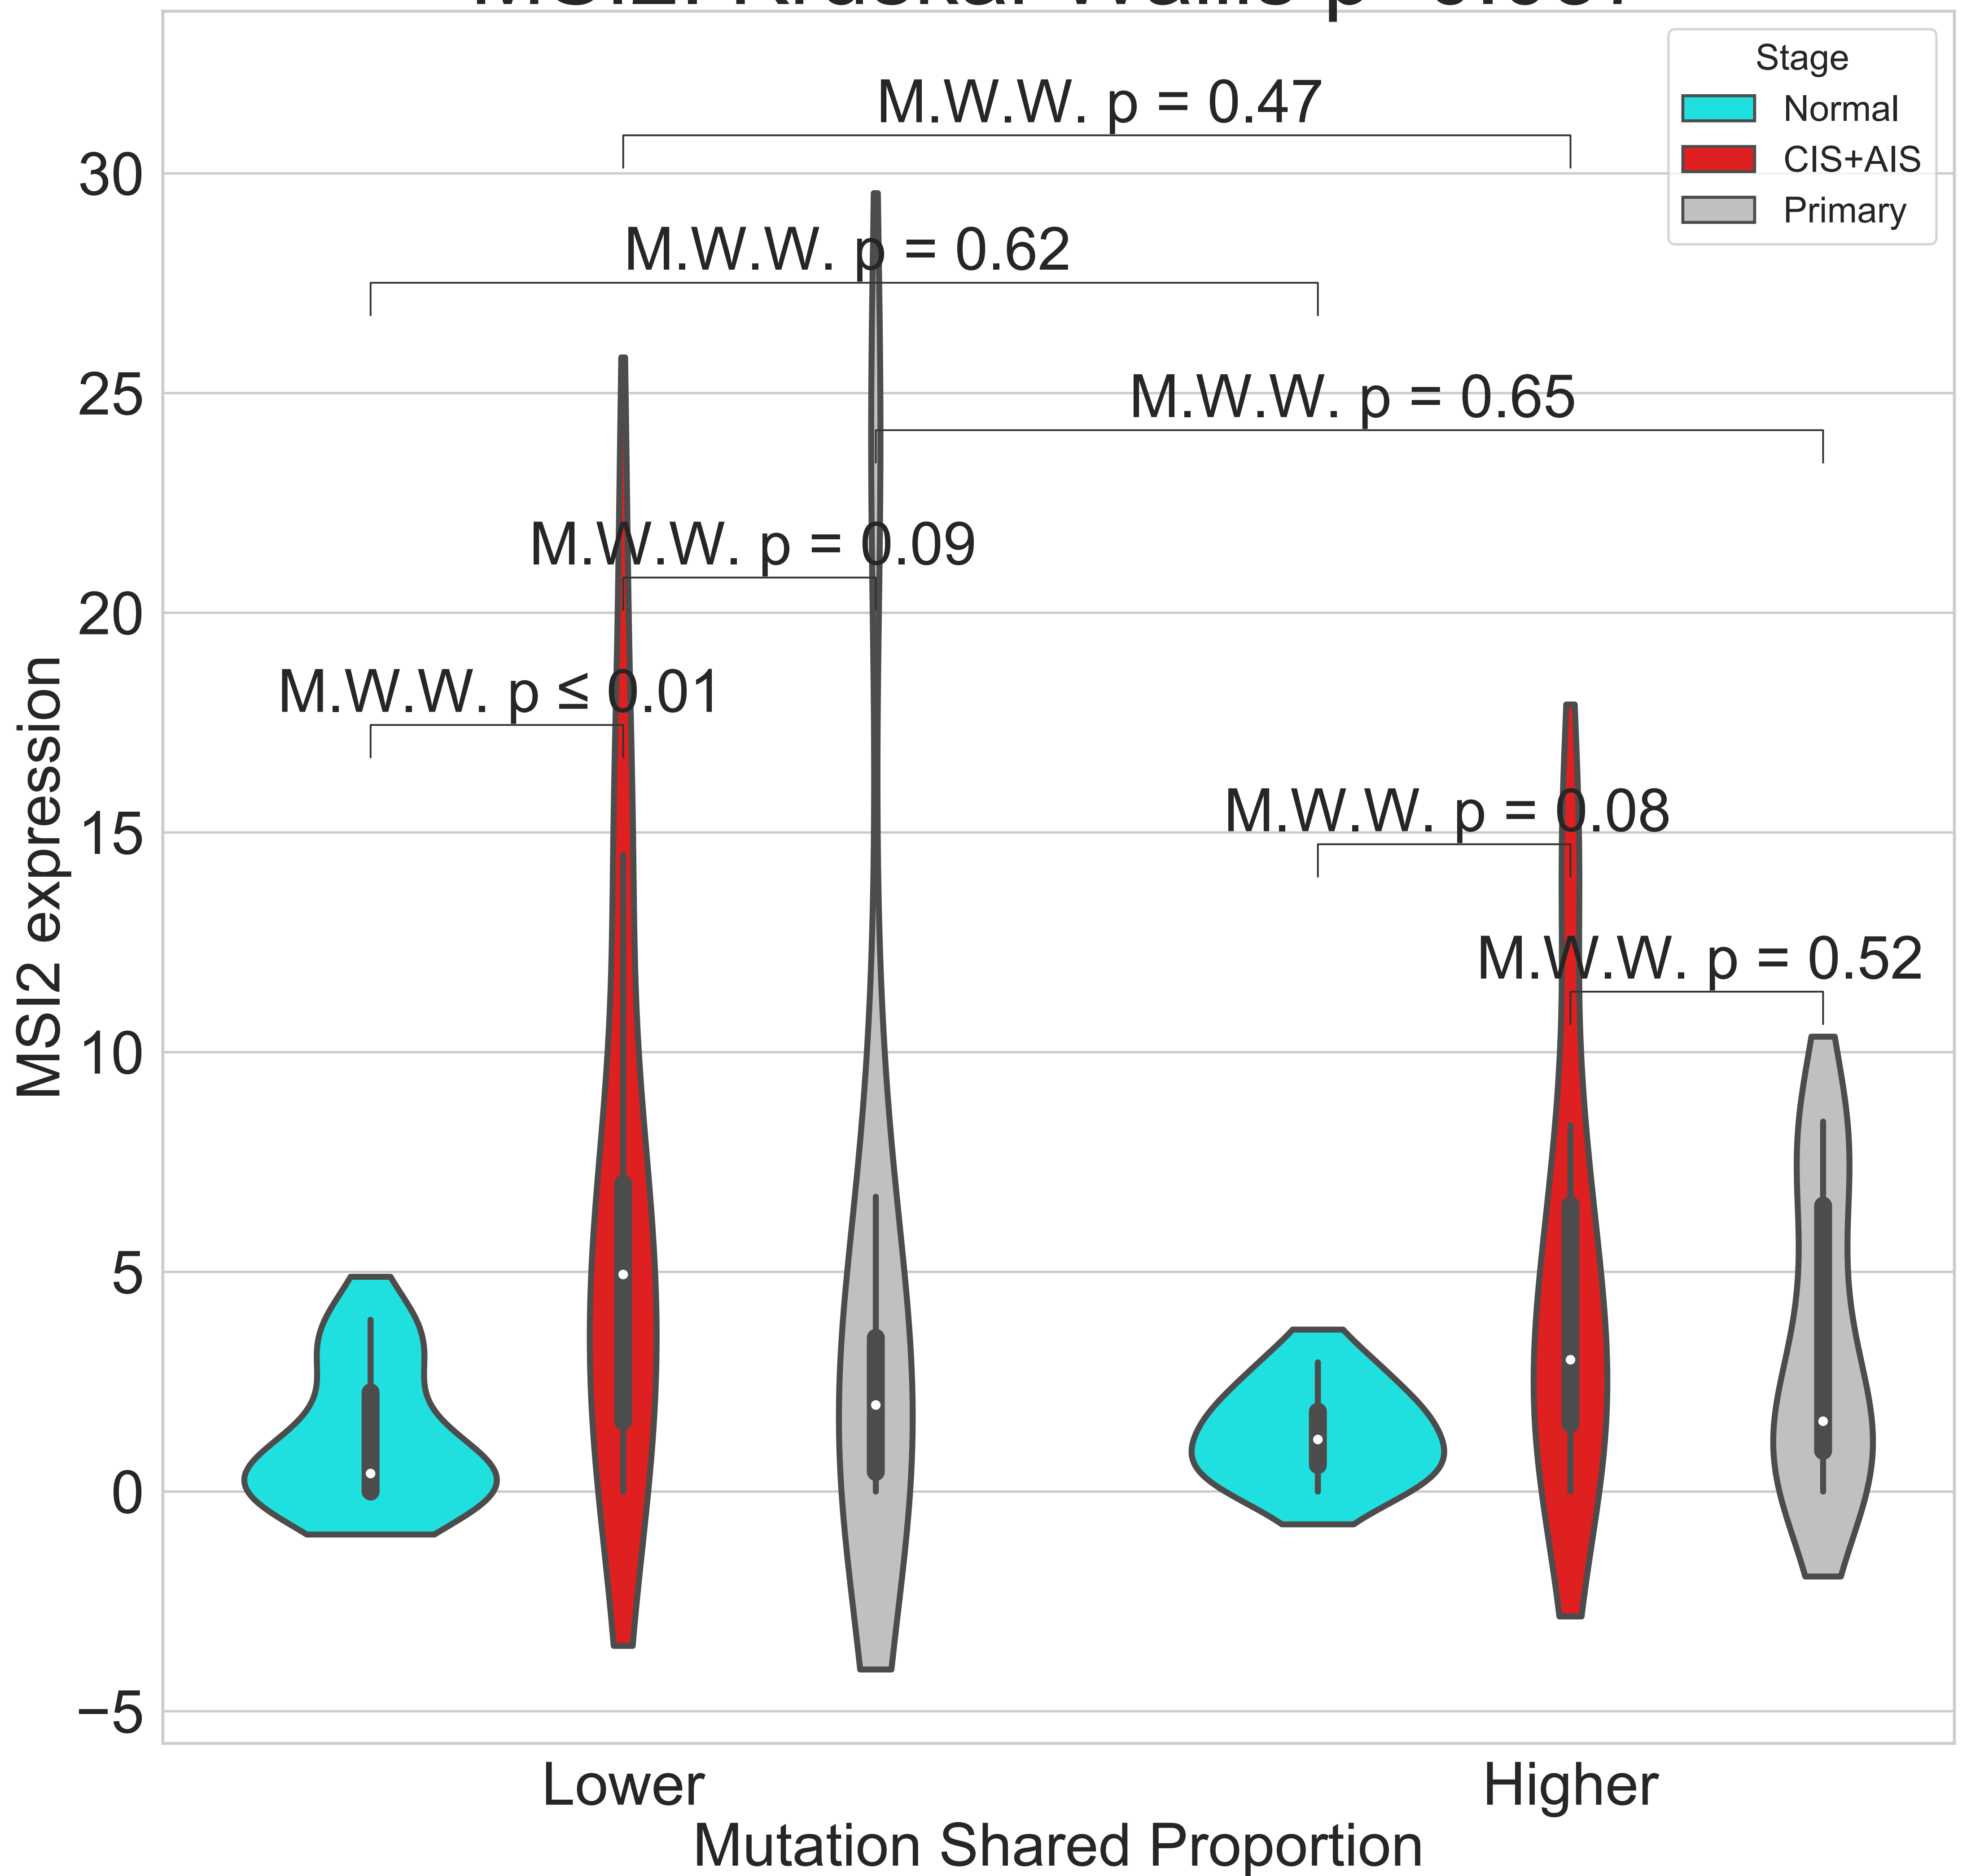 Stage
Normal
CIS+AIS
Primary
M.W.W. p = 0.47
M.W.W. p = 0.62
M.W.W. p = 0.65
M.W.W. p = 0.09
M.W.W. p ≤ 0.01
M.W.W. p = 0.08
M.W.W. p = 0.52
30
25
20
15
10
5
0
−5
MSI2 expression
Lower
Higher
Mutation Shared Proportion